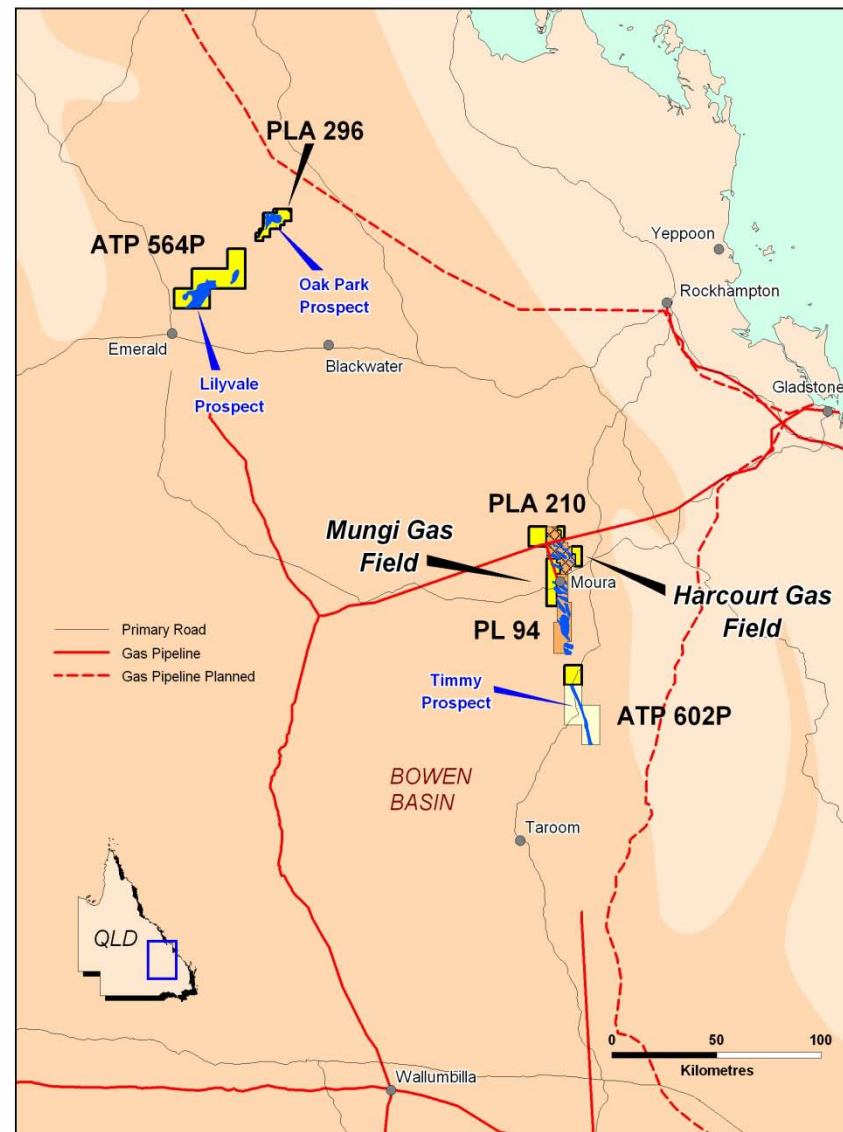 PLA 296
ATP 564P
Oak Park
Prospect
Yeppoon
Rockhampton
Emerald
Blackwater
Lilyvale
Prospect
Gladstone
PLA 210
Mungi Gas
Field
Moura
Harcourt Gas
Field
PL 94
Primary Road
Gas Pipeline
Gas Pipeline Planned
Timmy
Prospect
ATP 602P
BOWEN
BASIN
Taroom
QLD
0 50 100
Kilometres
Wallumbilla